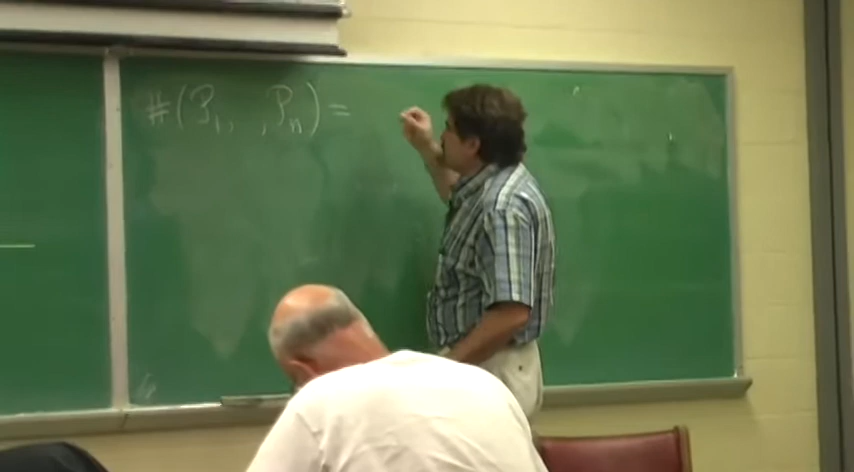 #(P₁, , Pₙ) =